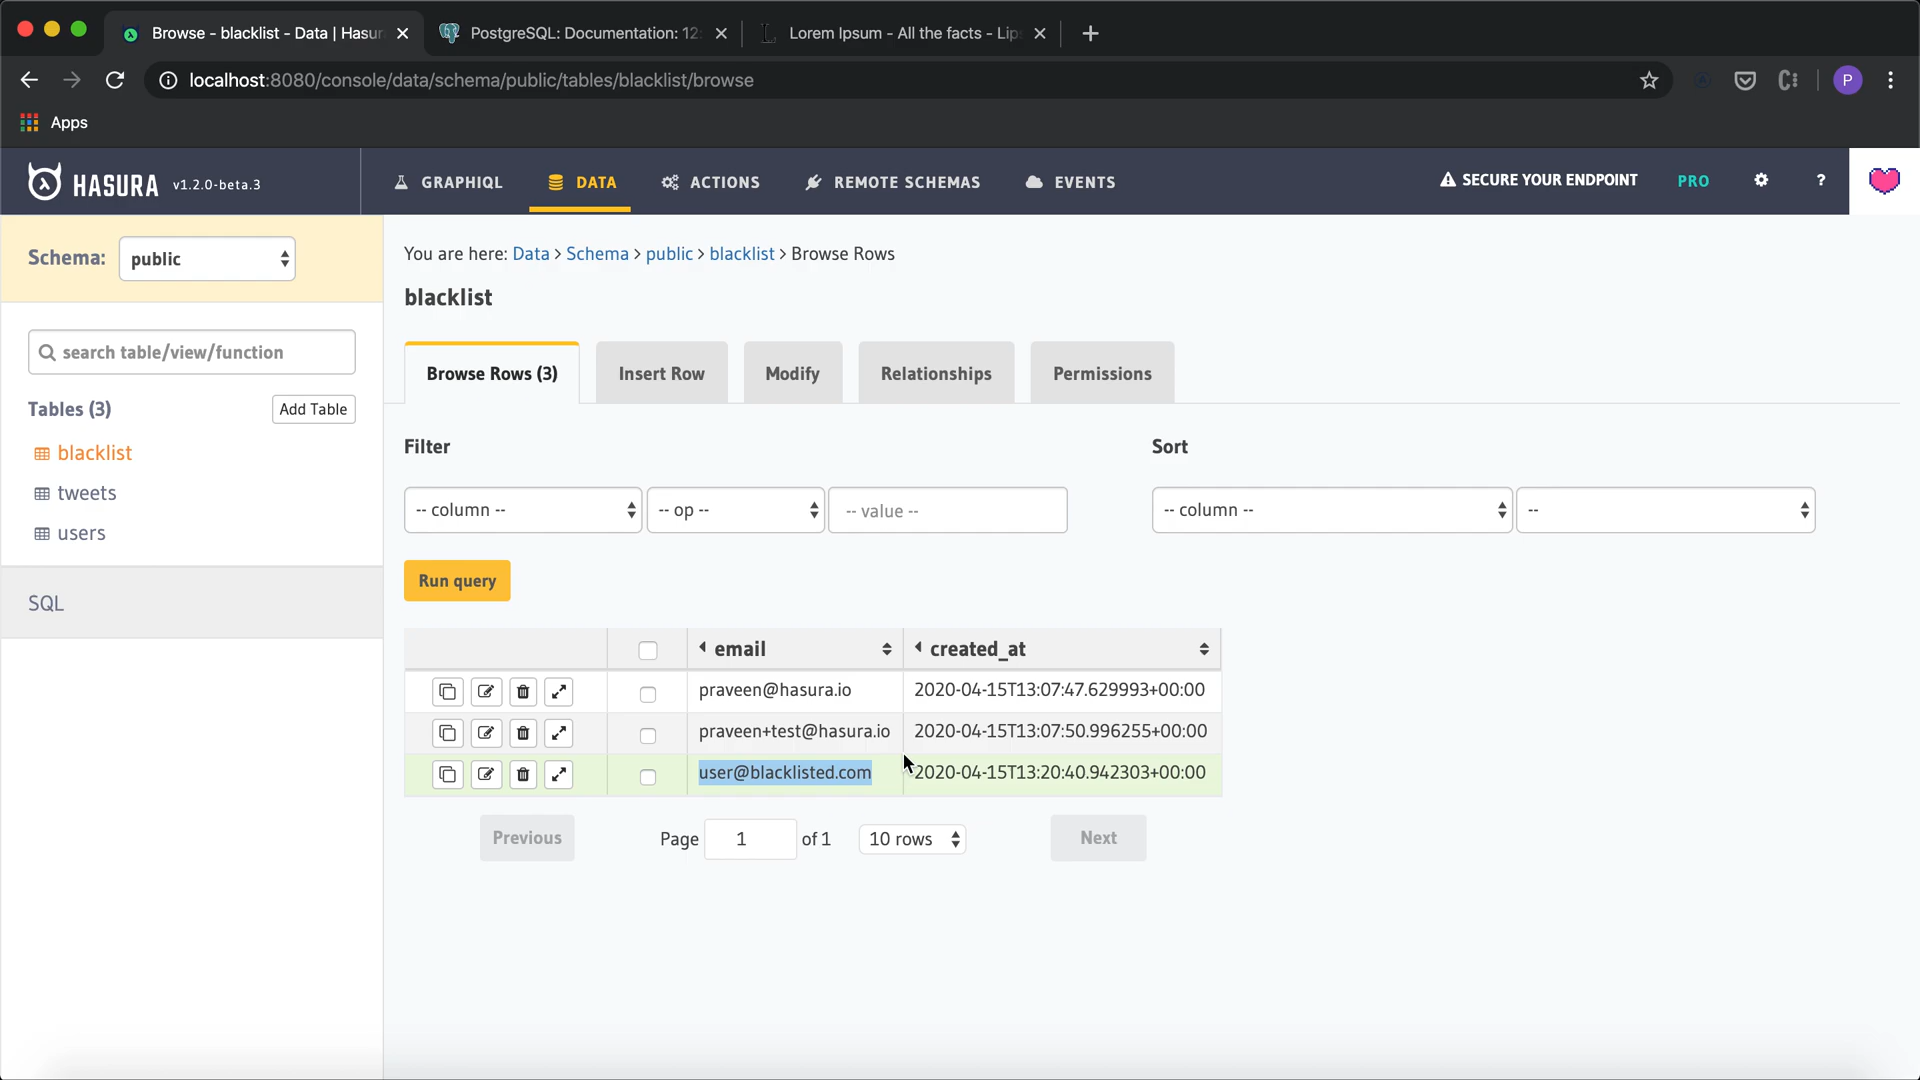 Browse - blacklist - Data | Hasur
PostgreSQL: Documentation: 12:
Lorem Ipsum - All the facts - Lip
localhost:8080/console/data/schema/public/tables/blacklist/browse
P
Apps
HASURA v1.2.0-beta.3
GRAPHIQL
DATA
ACTIONS
REMOTE SCHEMAS
EVENTS
SECURE YOUR ENDPOINT
PRO
?
Schema: public
search table/view/function
Tables (3)
Add Table
blacklist
tweets
users
SQL
You are here: Data > Schema > public > blacklist > Browse Rows
blacklist
Browse Rows (3)
Insert Row
Modify
Relationships
Permissions
Filter
Sort
-- column --
-- op --
-- value --
-- column --
--
Run query
email
created_at
praveen@hasura.io 2020-04-15T13:07:47.629993+00:00
praveen+test@hasura.io 2020-04-15T13:07:50.996255+00:00
user@blacklisted.com 2020-04-15T13:20:40.942303+00:00
Previous
Page 1 of 1
10 rows
Next